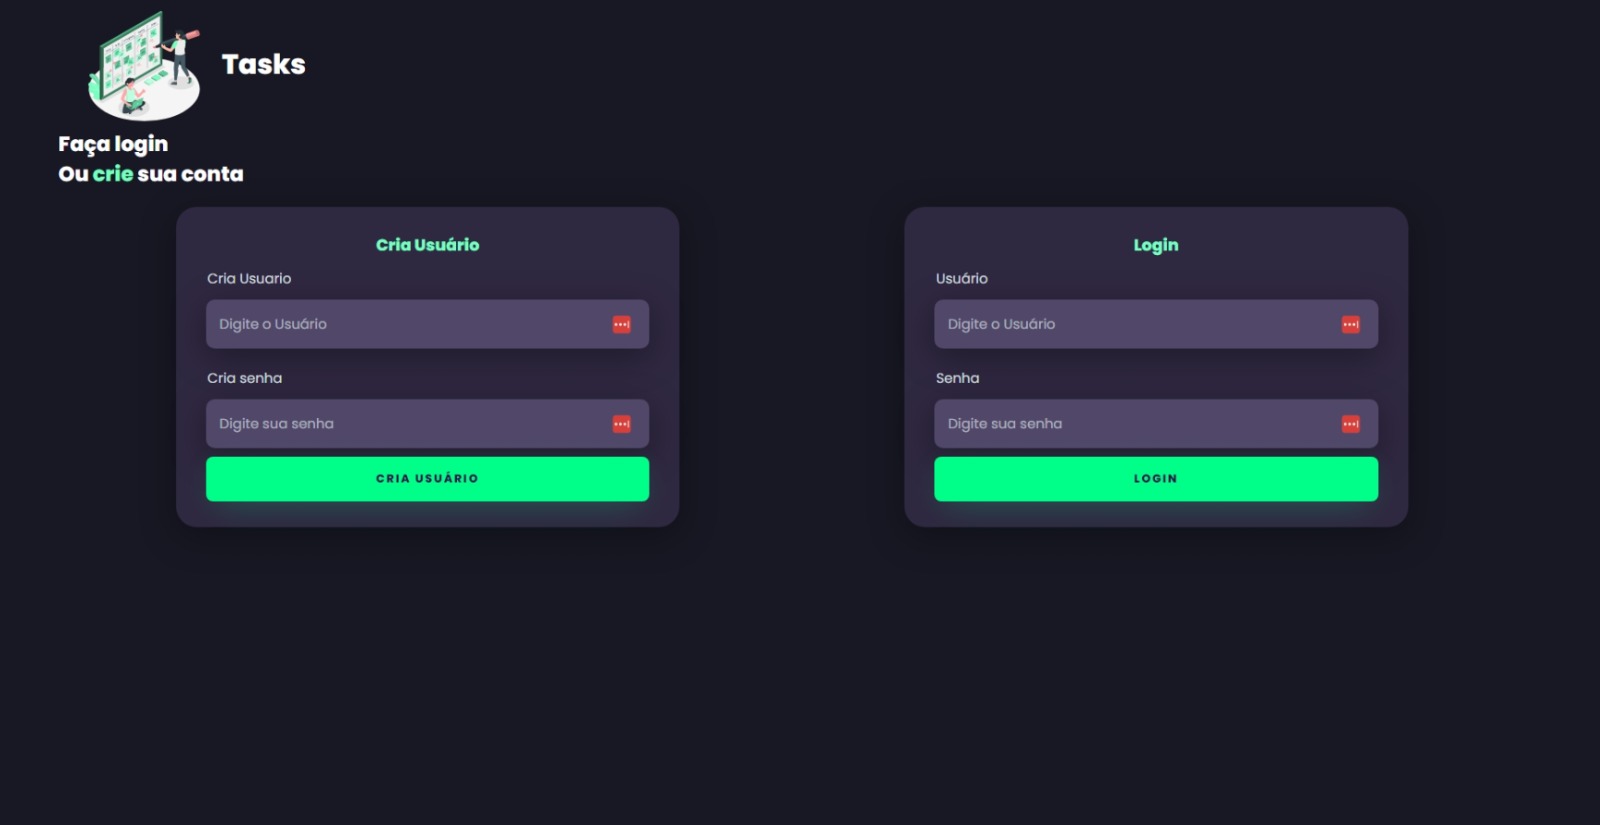 Tasks
Faça login
Ou crie sua conta
Cria Usuário
Cria Usuario
Digite o Usuário
Cria senha
Digite sua senha
CRIA USUÁRIO
Login
Usuário
Digite o Usuário
Senha
Digite sua senha
LOGIN